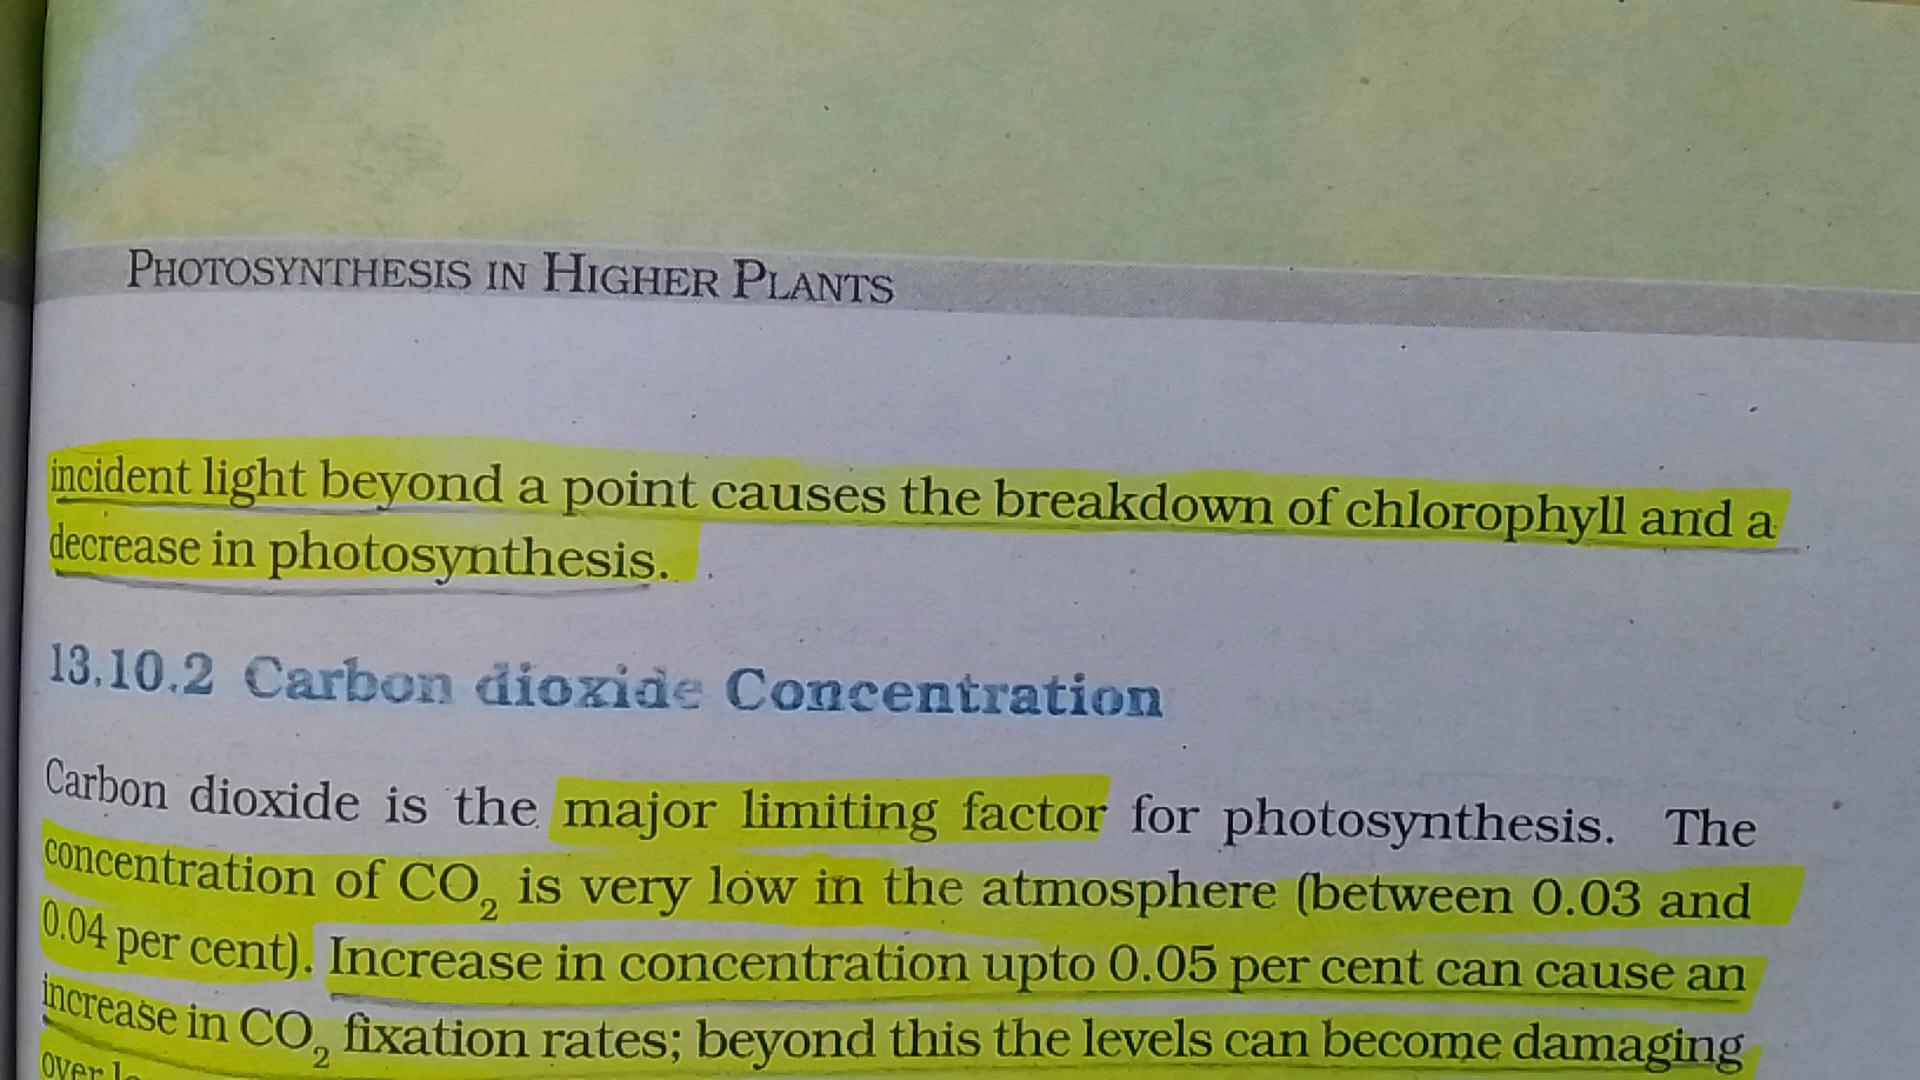 PHOTOSYNTHESIS IN HIGHER PLANTS
incident light beyond a point causes the breakdown of chlorophyll and a
decrease in photosynthesis.
13.10.2 Carbon dioxide Concentration
Carbon dioxide is the major limiting factor for photosynthesis. The
concentration of CO₂ is very low in the atmosphere (between 0.03 and
0.04 per cent). Increase in concentration upto 0.05 per cent can cause an
increase in CO₂ fixation rates; beyond this the levels can become damaging
over